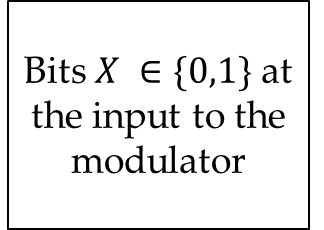 Bits X ∈ {0,1} at
the input to the
modulator